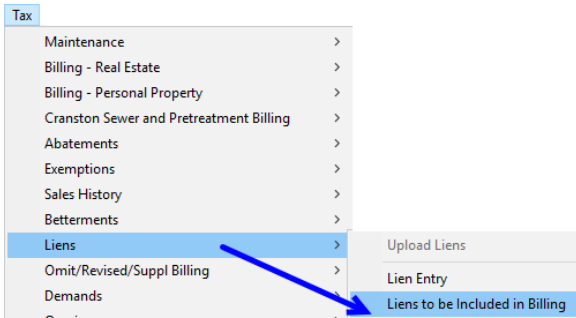 Tax
Maintenance
Billing - Real Estate
Billing - Personal Property
Cranston Sewer and Pretreatment Billing
Abatements
Exemptions
Sales History
Betterments
Liens
Omit/Revised/Suppl Billing
Demands
Upload Liens
Lien Entry
Liens to be Included in Billing